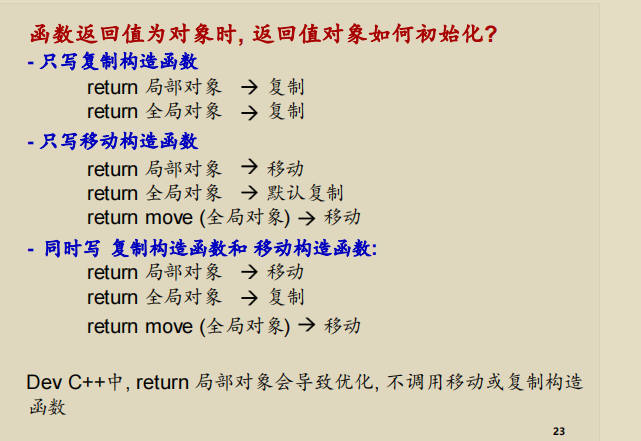 函数返回值为对象时, 返回值对象如何初始化?
- 只写复制构造函数
return 局部对象 → 复制
return 全局对象 → 复制
- 只写移动构造函数
return 局部对象 → 移动
return 全局对象 → 默认复制
return move (全局对象) → 移动
- 同时写 复制构造函数和 移动构造函数:
return 局部对象 → 移动
return 全局对象 → 复制
return move (全局对象) → 移动
Dev C++中, return 局部对象会导致优化, 不调用移动或复制构造
函数
23